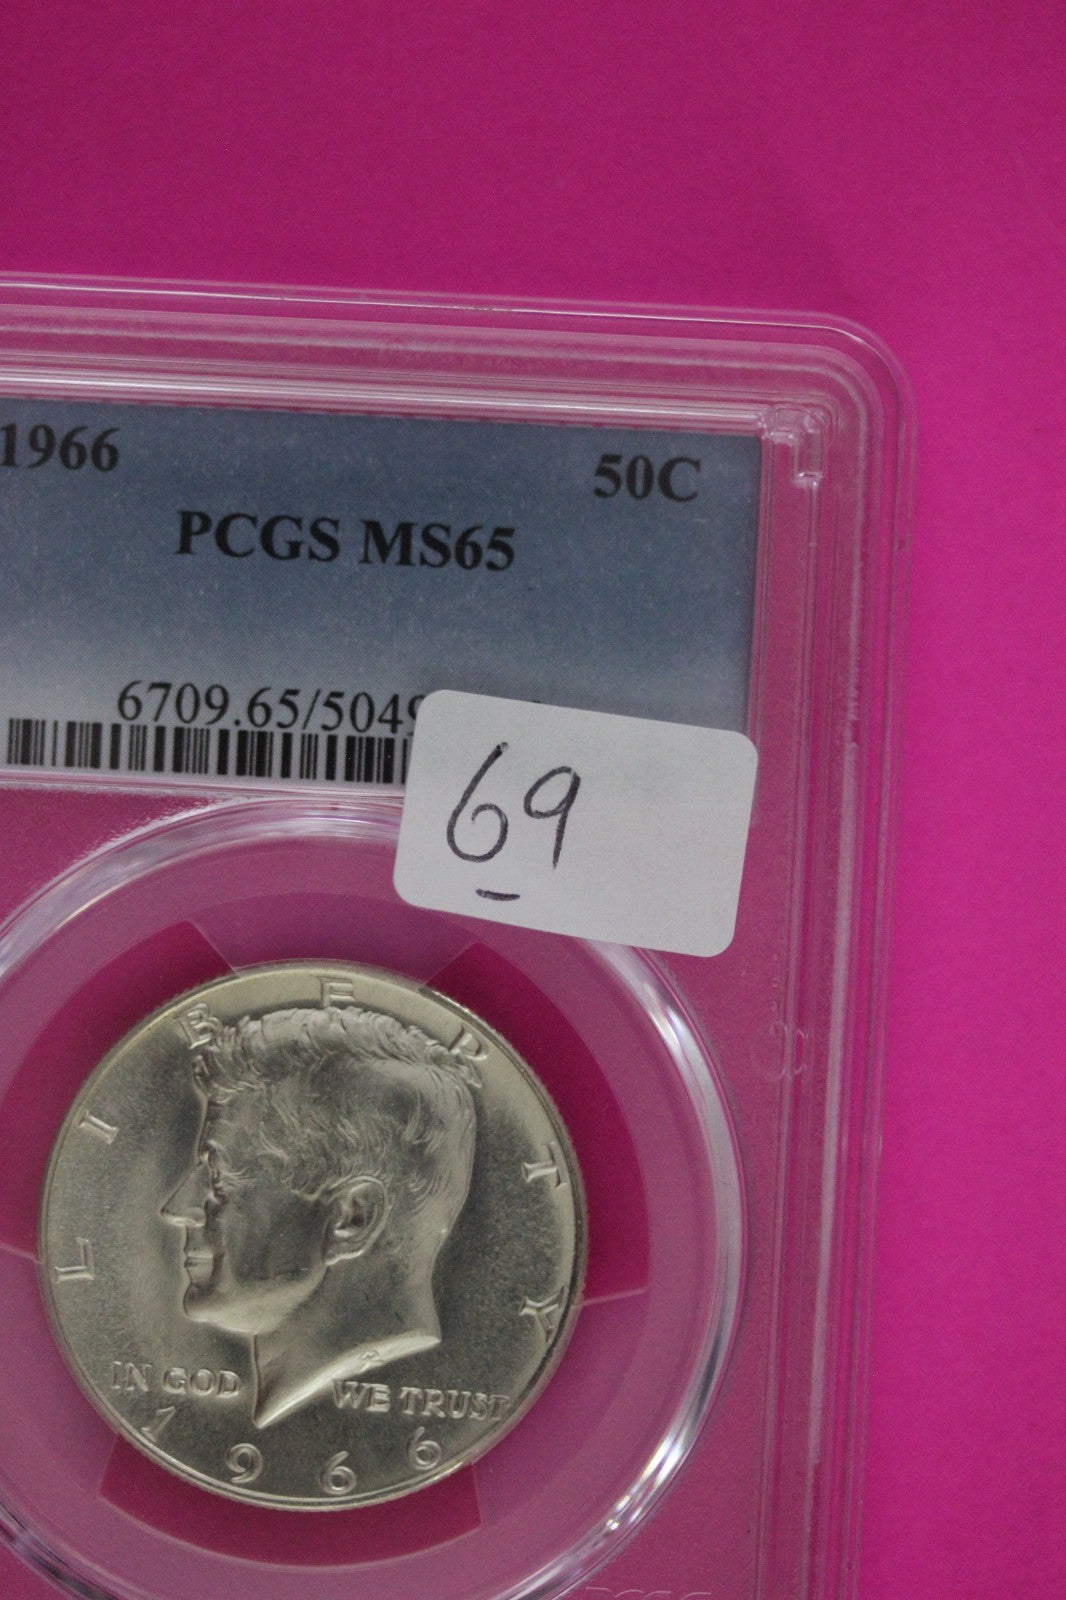 1966
50C
PCGS MS65
6709.65/5049
69
LIBERTY
IN GOD WE TRUST
1966